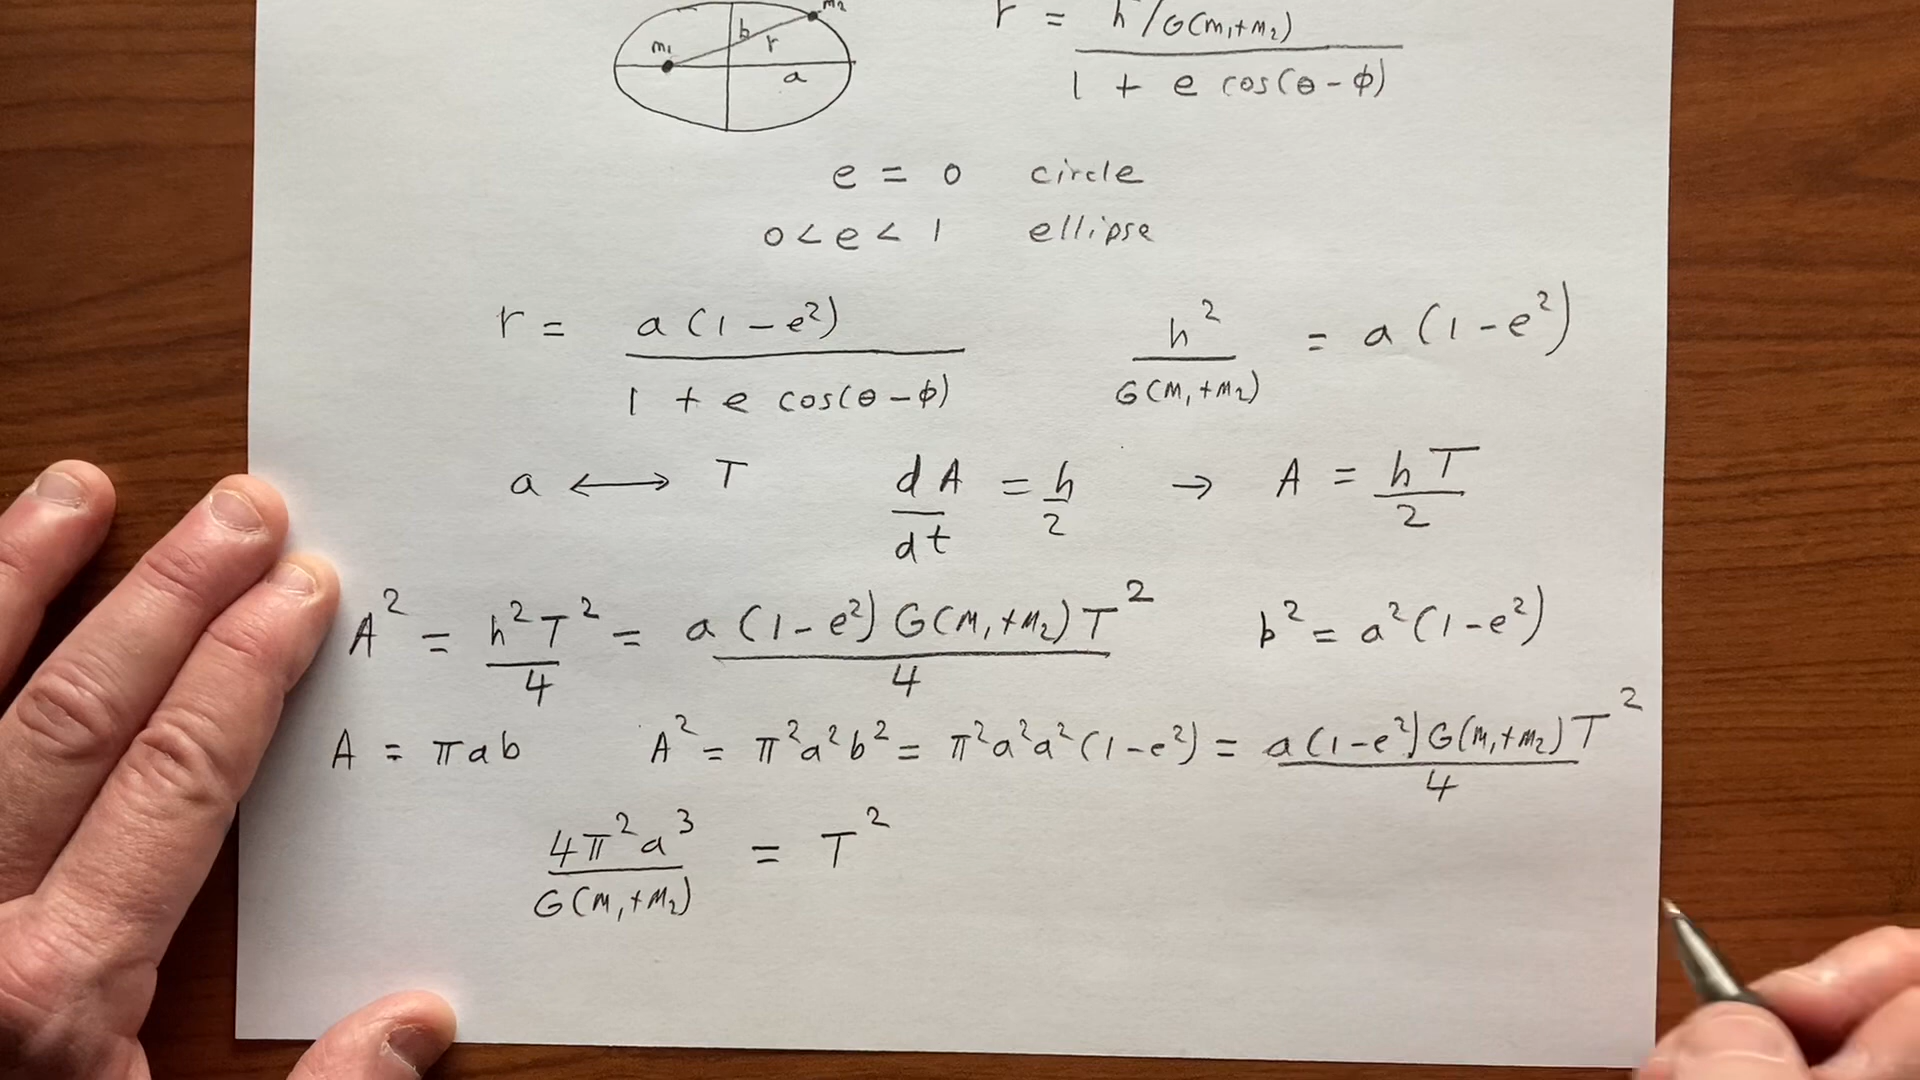 m₂
b
r
m₁
a
r = h / G(m₁+m₂)
1 + e cos(θ-φ)
e = 0 circle
0 < e < 1 ellipse
r = a(1-e²)
1 + e cos(θ-φ)
h² / G(m₁+m₂) = a(1-e²)
a ⟷ T dA/dt = h/2 → A = hT/2
A² = h²T²/4 = a(1-e²)G(m₁+m₂)T²/4 b² = a²(1-e²)
A = πab A² = π²a²b² = π²a²a²(1-e²) = a(1-e²)G(m₁+m₂)T²/4
4π²a³/G(m₁+m₂) = T²